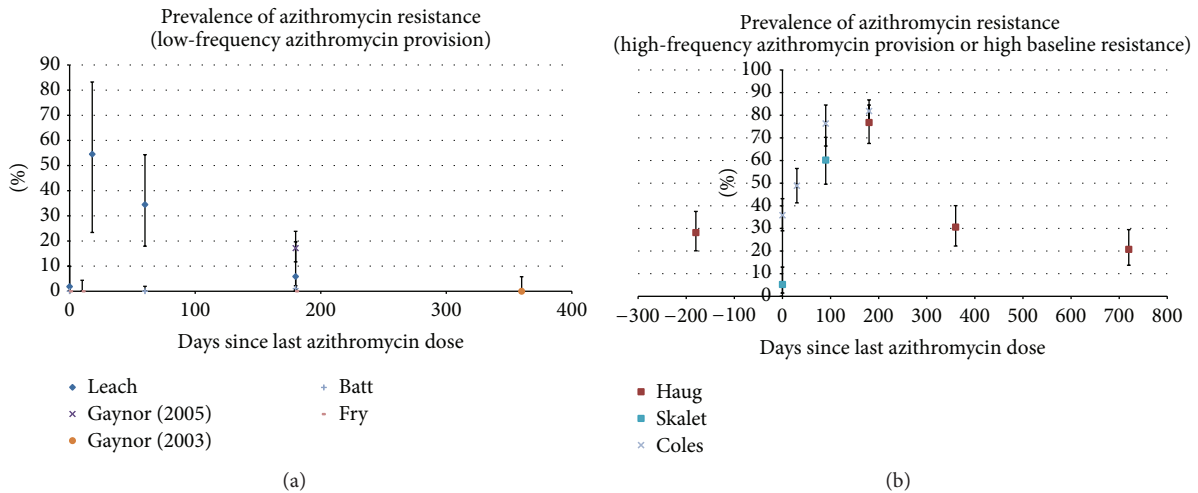 Prevalence of azithromycin resistance
(low-frequency azithromycin provision)
90
80
70
60
50
40
30
20
10
0
(%)
0 100 200 300 400
Days since last azithromycin dose
Leach
Gaynor (2005)
Gaynor (2003)
Batt
Fry
(a)
Prevalence of azithromycin resistance
(high-frequency azithromycin provision or high baseline resistance)
100
90
80
70
60
50
40
30
20
10
0
(%)
−300 −200 −100 0 100 200 300 400 500 600 700 800
Days since last azithromycin dose
Haug
Skalet
Coles
(b)